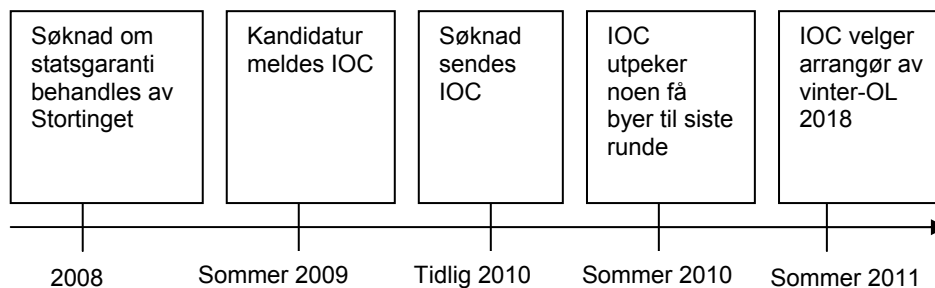 Søknad om
statsgaranti
behandles av
Stortinget
Kandidatur
meldes IOC
Søknad
sendes
IOC
IOC
utpeker
noen få
byer til siste
runde
IOC velger
arrangør av
vinter-OL
2018
2008
Sommer 2009
Tidlig 2010
Sommer 2010
Sommer 2011